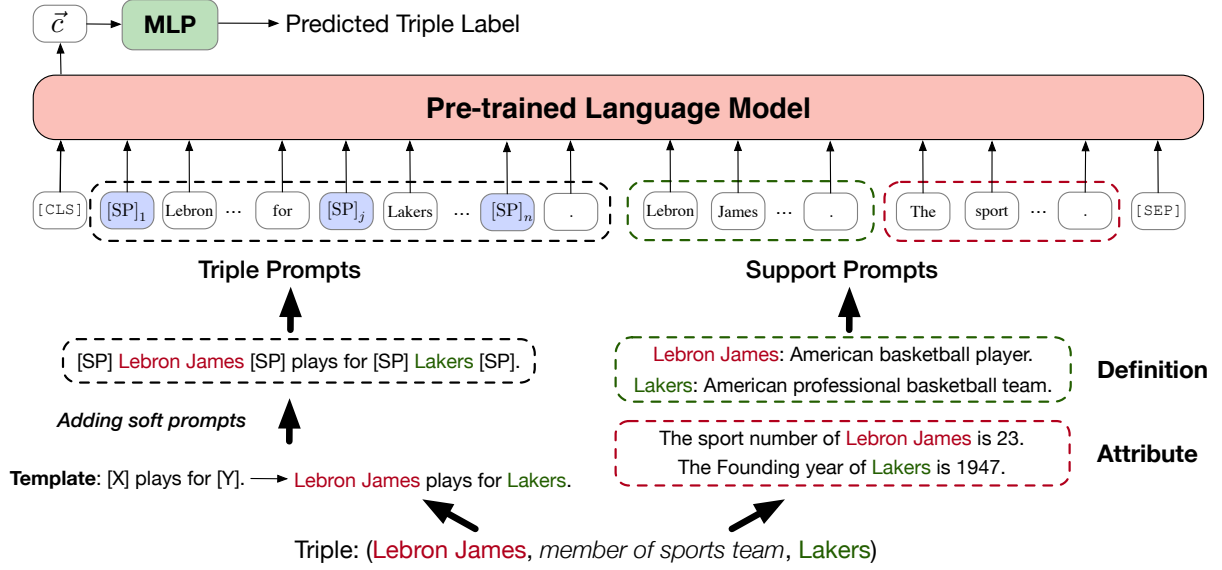 c⃗ MLP Predicted Triple Label
Pre-trained Language Model
[CLS] [SP]₁ Lebron ... for [SP]ⱼ Lakers ... [SP]ₙ . Lebron James ... . The sport ... . [SEP]
Triple Prompts
Support Prompts
[SP] Lebron James [SP] plays for [SP] Lakers [SP].
Lebron James: American basketball player.
Lakers: American professional basketball team.
Definition
Adding soft prompts
The sport number of Lebron James is 23.
The Founding year of Lakers is 1947.
Attribute
Template: [X] plays for [Y]. Lebron James plays for Lakers.
Triple: (Lebron James, member of sports team, Lakers)